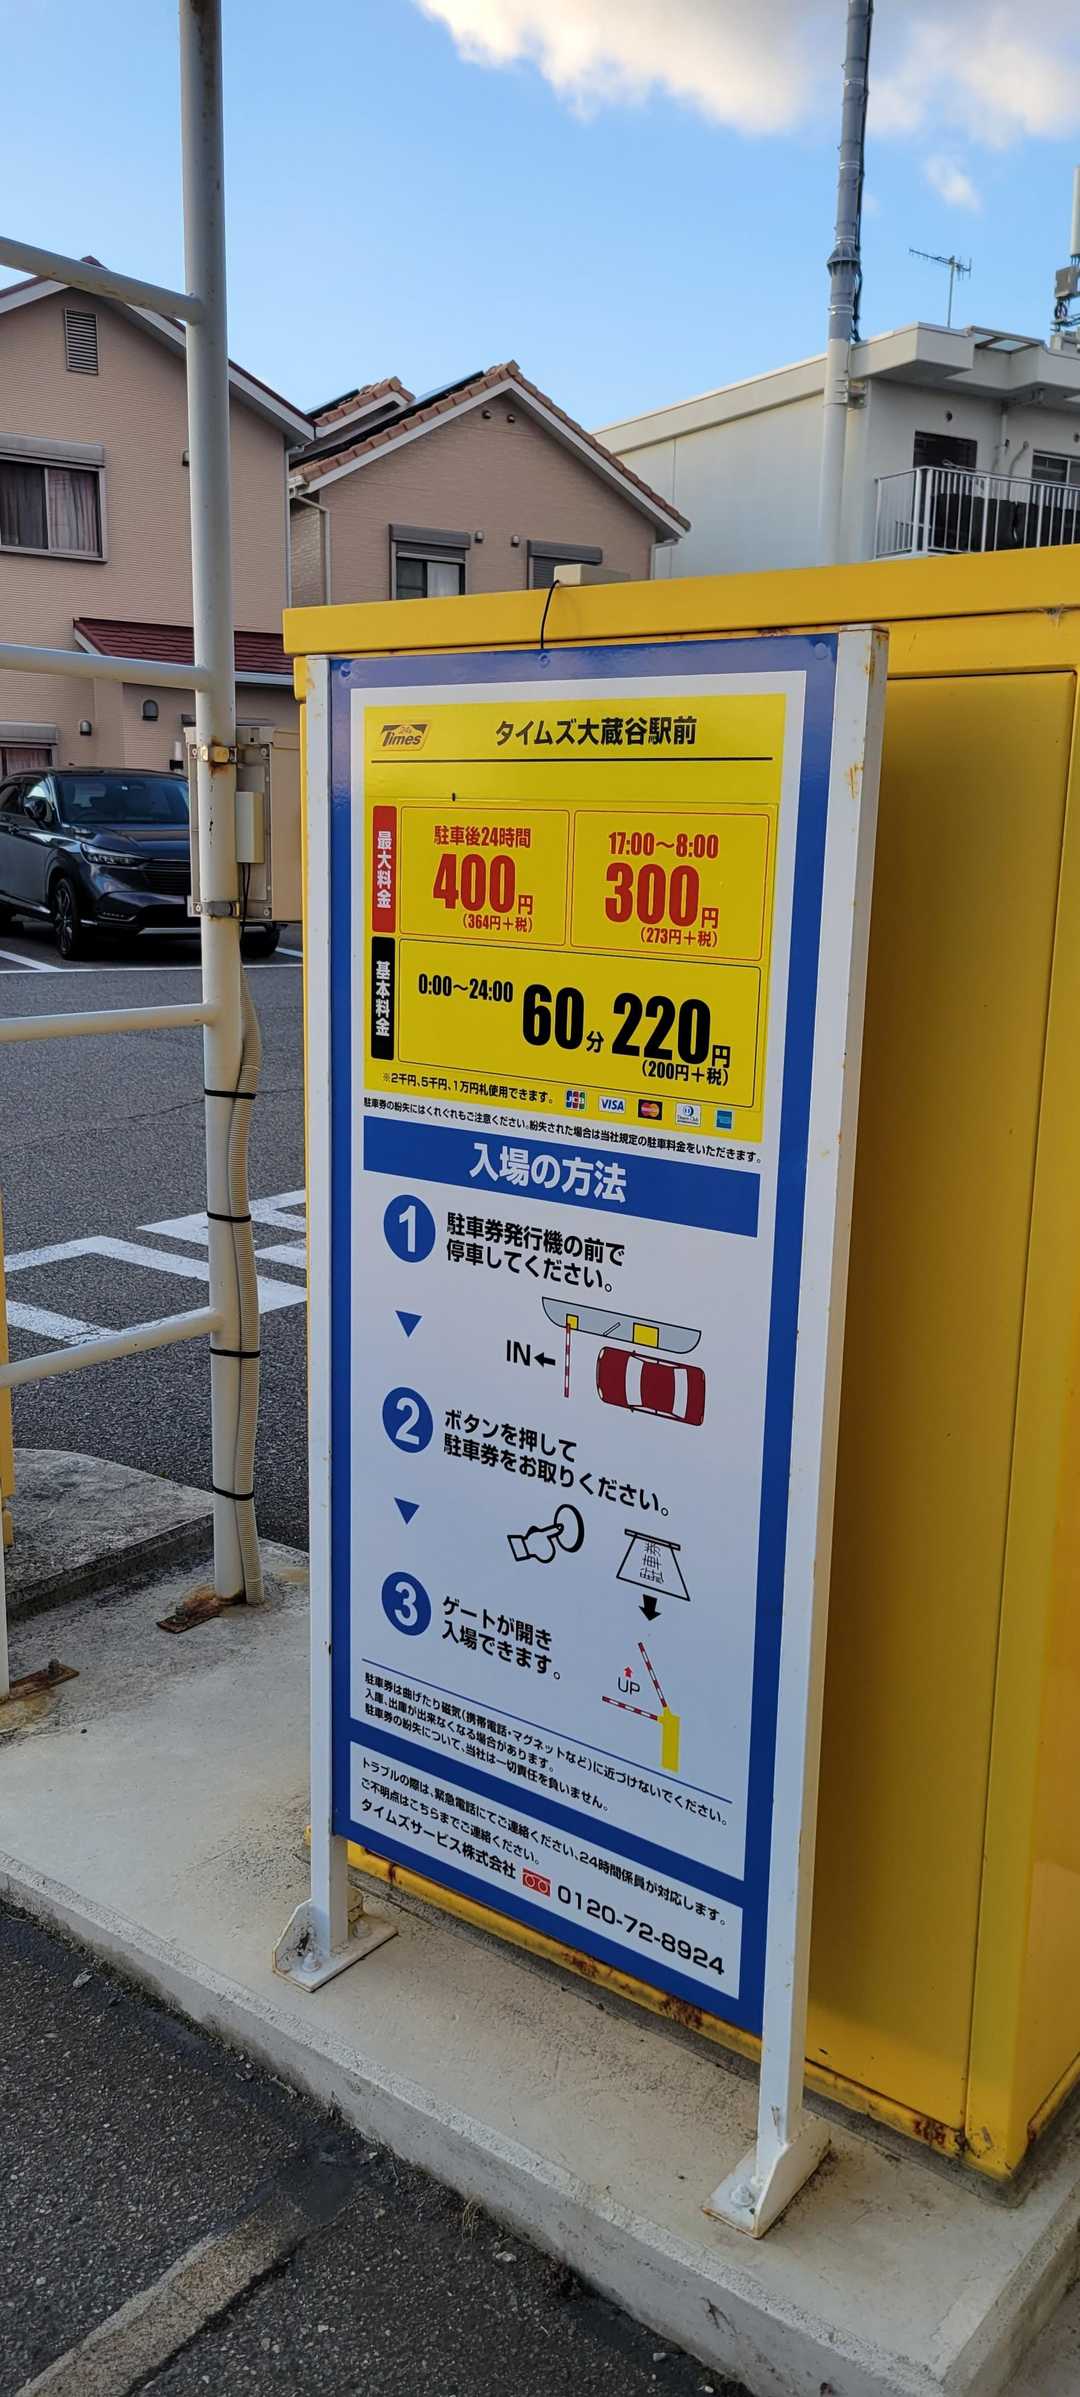 24h
Times
タイムズ大蔵谷駅前
最大料金
駐車後24時間
400円
(364円+税)
17:00～8:00
300円
(273円+税)
基本料金
0:00～24:00 60分 220円
(200円+税)
※2千円、5千円、1万円札使用できます。
JCB VISA
駐車券の紛失にはくれぐれもご注意ください。紛失された場合は当社規定の駐車料金をいただきます。
入場の方法
1 駐車券発行機の前で
停車してください。
IN←
2 ボタンを押して
駐車券をお取りください。
駐車券
3 ゲートが開き
入場できます。
UP
駐車券は曲げたり磁気(携帯電話・マグネットなど)に近づけないでください。
入庫、出庫が出来なくなる場合があります。
駐車券の紛失について、当社は一切責任を負いません。
トラブルの際は、緊急電話にてご連絡ください、24時間係員が対応します。
ご不明点はこちらまでご連絡ください。
タイムズサービス株式会社 0120-72-8924